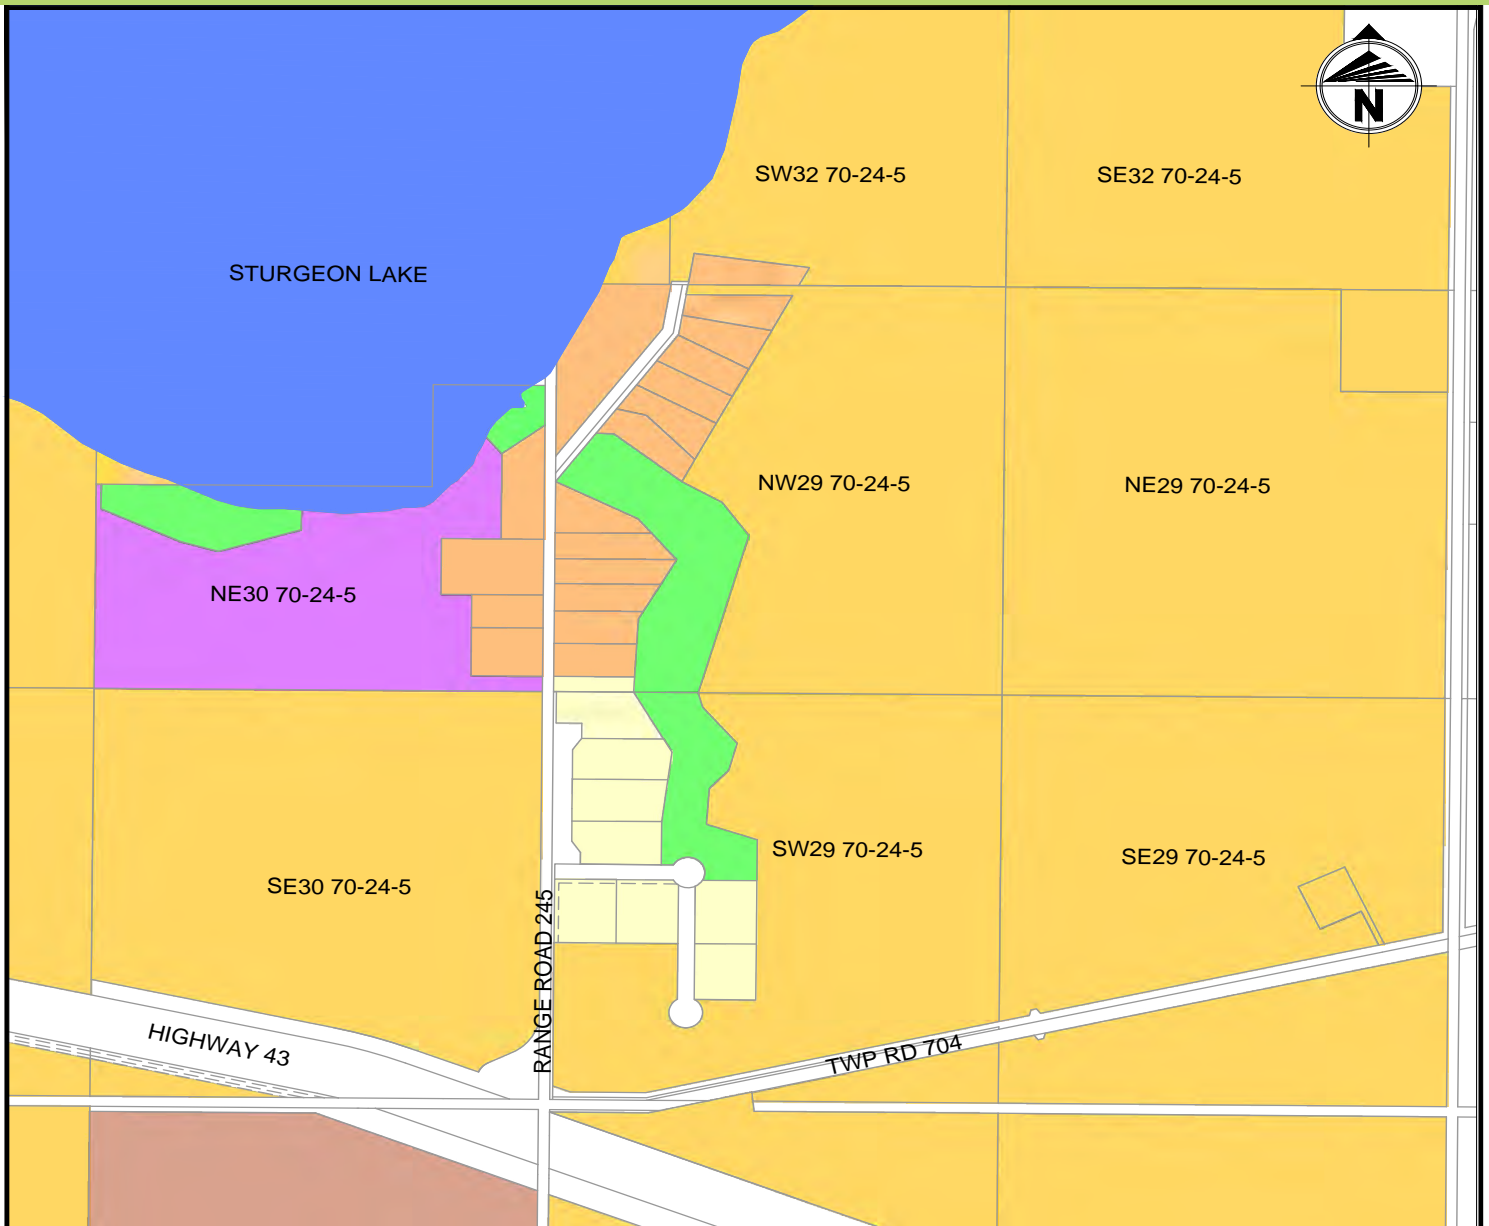 N
SW32 70-24-5
SE32 70-24-5
STURGEON LAKE
NW29 70-24-5
NE29 70-24-5
NE30 70-24-5
SW29 70-24-5
SE29 70-24-5
SE30 70-24-5
RANGE ROAD 245
HIGHWAY 43
TWP RD 704